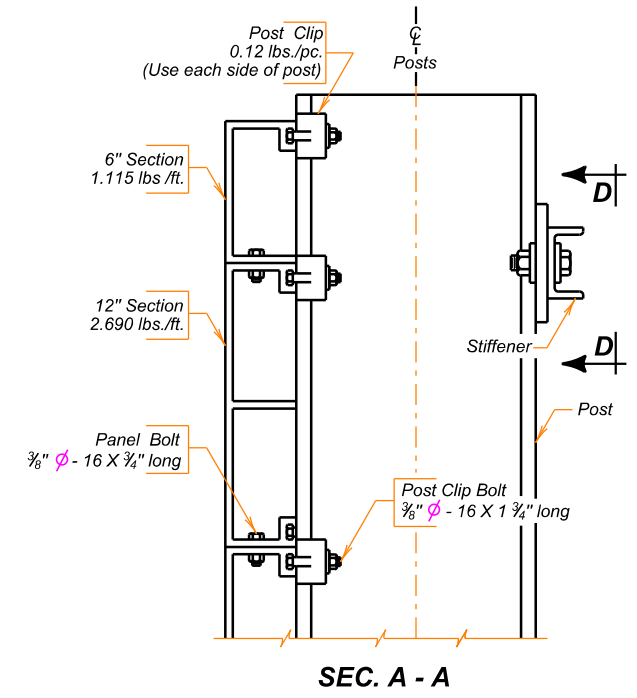 Post Clip
0.12 lbs./pc.
(Use each side of post)
℄
Posts
6" Section
1.115 lbs /ft.
D
12" Section
2.690 lbs./ft.
Stiffener
D
Post
Panel Bolt
⅜" ϕ - 16 X ¾" long
Post Clip Bolt
⅜" ϕ - 16 X 1 ¾" long
SEC. A - A